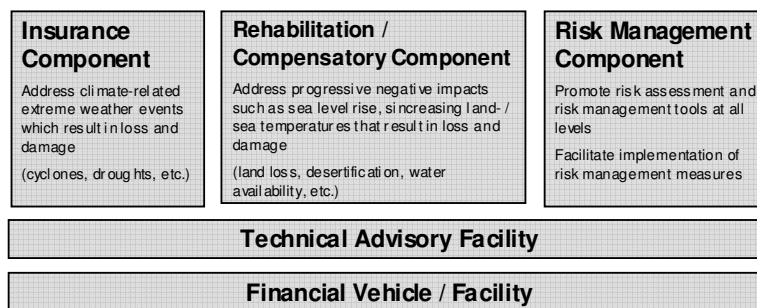 Insurance
Component
Address climate-related
extreme weather events
which result in loss and
damage
(cyclones, droughts, etc.)
Rehabilitation /
Compensatory Component
Address progressive negative impacts
such as sea level rise, sincreasing land- /
sea temperatures that result in loss and
damage
(land loss, desertification, water
availability, etc.)
Risk Management
Component
Promote risk assessment and
risk management tools at all
levels
Facilitate implementation of
risk management measures
Technical Advisory Facility
Financial Vehicle / Facility